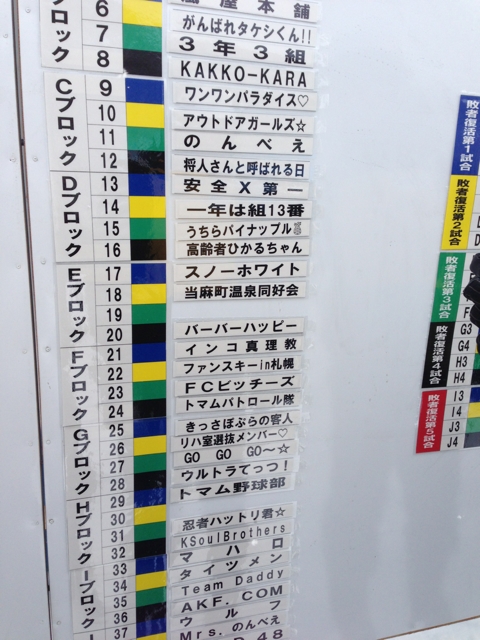 ブロック
6
7
8
がんばれタケシくん!!
3年3組
KAKKO-KARA
Cブロック
9
10
11
12
ワンワンパラダイス♡
アウトドアガールズ☆
のんべえ
将人さんと呼ばれる日
Dブロック
13
14
15
16
安全X第一
一年は組13番
うちらパイナップル
高齢者ひかるちゃん
Eブロック
17
18
19
20
スノーホワイト
当麻町温泉同好会
バーバーハッピー
Fブロック
21
22
23
24
インコ真理教
ファンスキーin札幌
FCビッチーズ
トマムパトロール隊
Gブロック
25
26
27
28
きっさぽぷらの客人
リハ室選抜メンバー♡
GO GO GO～☆
ウルトラてっつ!
Hブロック
29
30
31
32
トマム野球部
忍者ハットリ君☆
KSoulBrothers
マハロ
Iブロック
33
34
35
36
タイツメン
Team Daddy
AKF.COM
ウルフ
37
Mrs.のんべえ
敗者復活第1試合
敗者復活第2試合
敗者復活第3試合
敗者復活第4試合
G3
G4
H3
H4
敗者復活第5試合
I3
I4
J3
J4